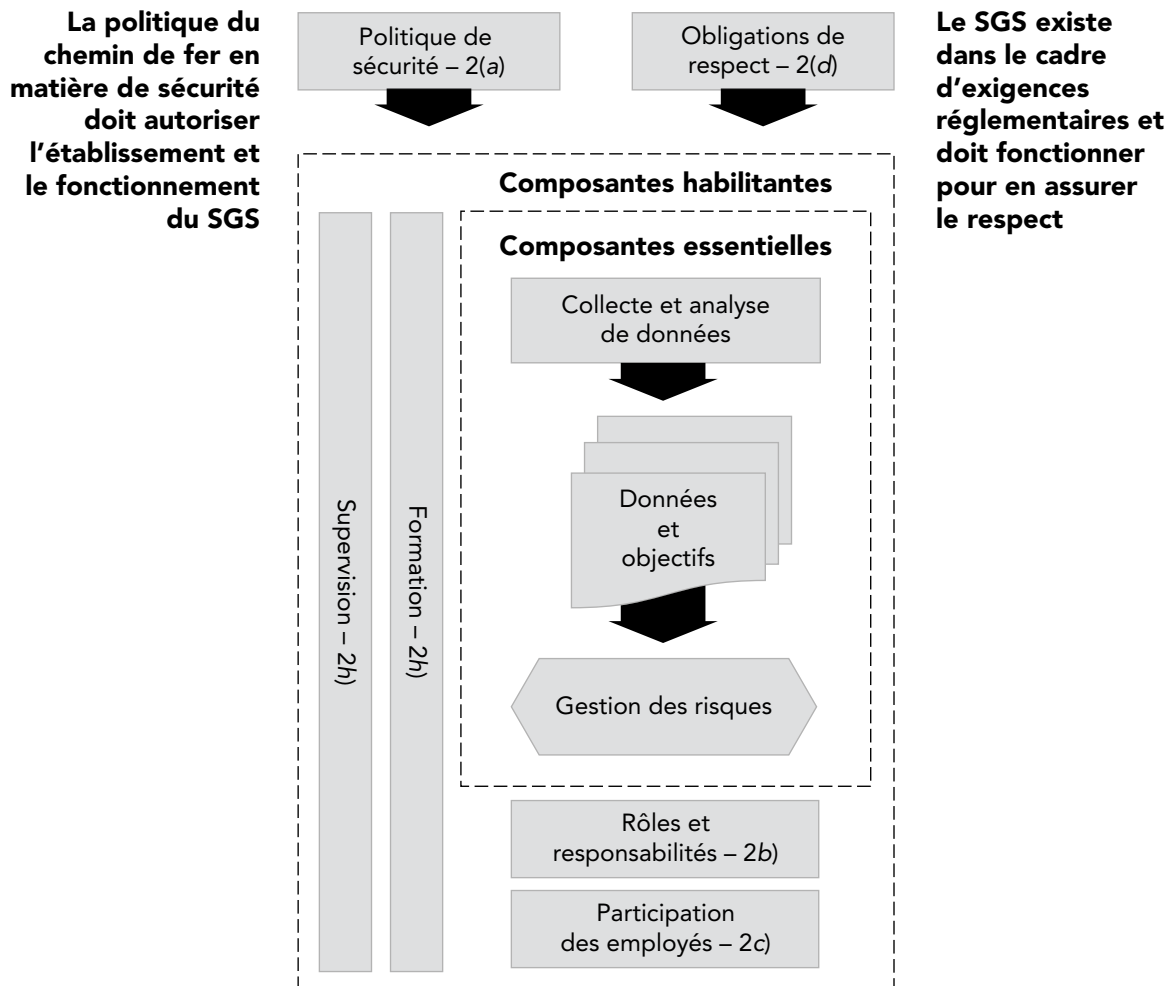 La politique du
chemin de fer en
matière de sécurité
doit autoriser
l'établissement et
le fonctionnement
du SGS
Politique de
sécurité – 2(a)
Obligations de
respect – 2(d)
Le SGS existe
dans le cadre
d'exigences
réglementaires et
doit fonctionner
pour en assurer
le respect
Composantes habilitantes
Supervision – 2h)
Formation – 2h)
Composantes essentielles
Collecte et analyse
de données
Données
et
objectifs
Gestion des risques
Rôles et
responsabilités – 2b)
Participation
des employés – 2c)